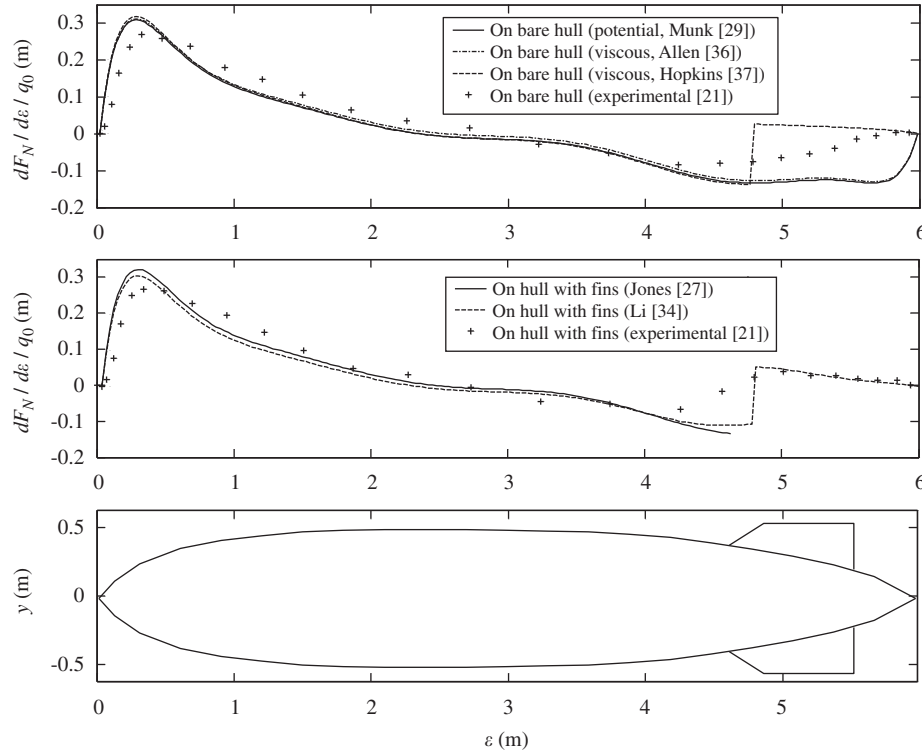 0.3
0.2
0.1
0
-0.1
-0.2
dF_N / dε / q_0 (m)
On bare hull (potential, Munk [29])
On bare hull (viscous, Allen [36])
On bare hull (viscous, Hopkins [37])
On bare hull (experimental [21])
0 1 2 3 4 5 6
0.3
0.2
0.1
0
-0.1
-0.2
dF_N / dε / q_0 (m)
On hull with fins (Jones [27])
On hull with fins (Li [34])
On hull with fins (experimental [21])
0 1 2 3 4 5 6
0.5
0
-0.5
y (m)
0 1 2 3 4 5 6
ε (m)